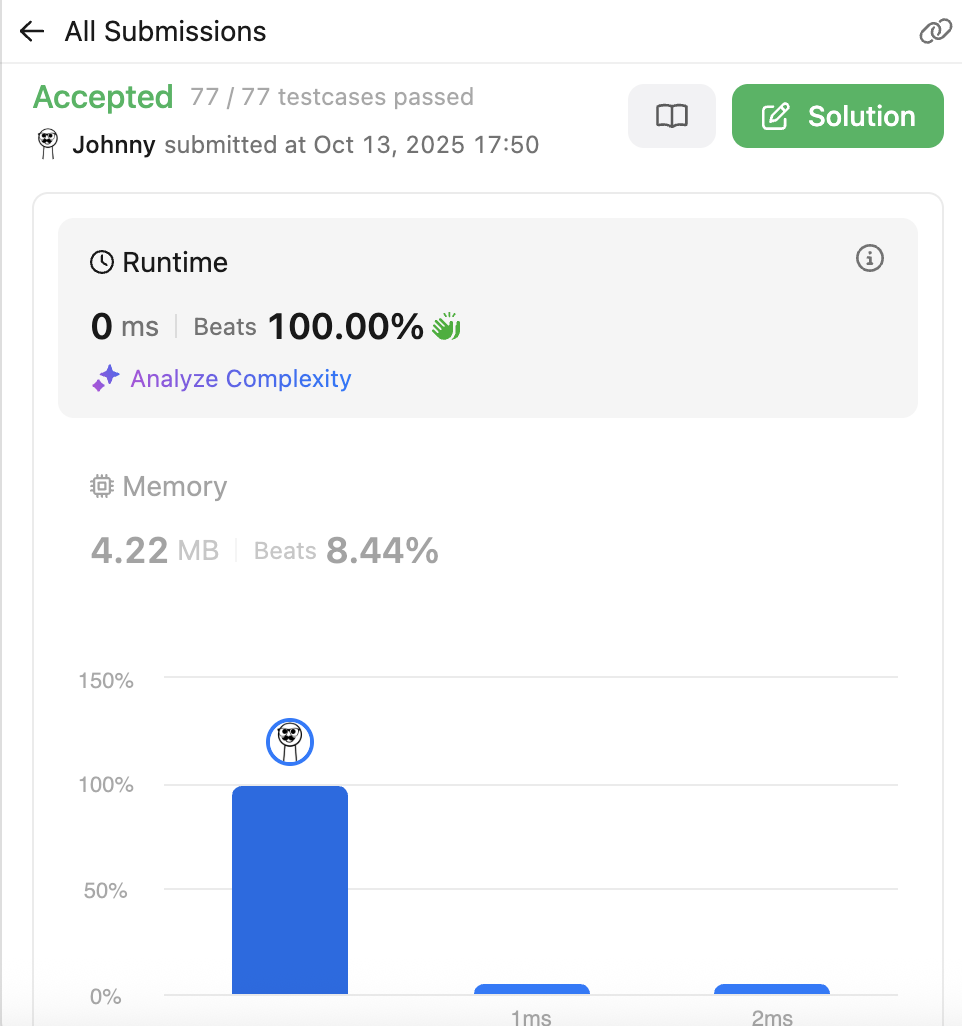 All Submissions
Accepted 77 / 77 testcases passed
Johnny submitted at Oct 13, 2025 17:50
Solution
Runtime
0 ms Beats 100.00%
Analyze Complexity
Memory
4.22 MB Beats 8.44%
150%
100%
50%
0%
1ms 2ms